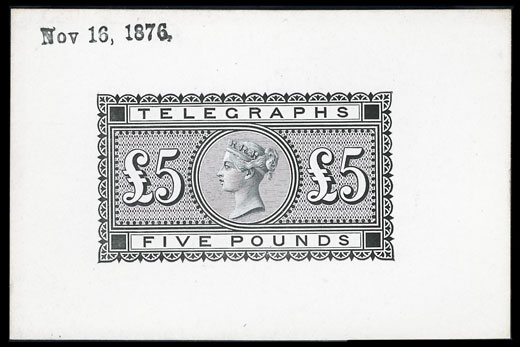 Nov 16, 1876.
TELEGRAPHS
£5 £5
FIVE POUNDS